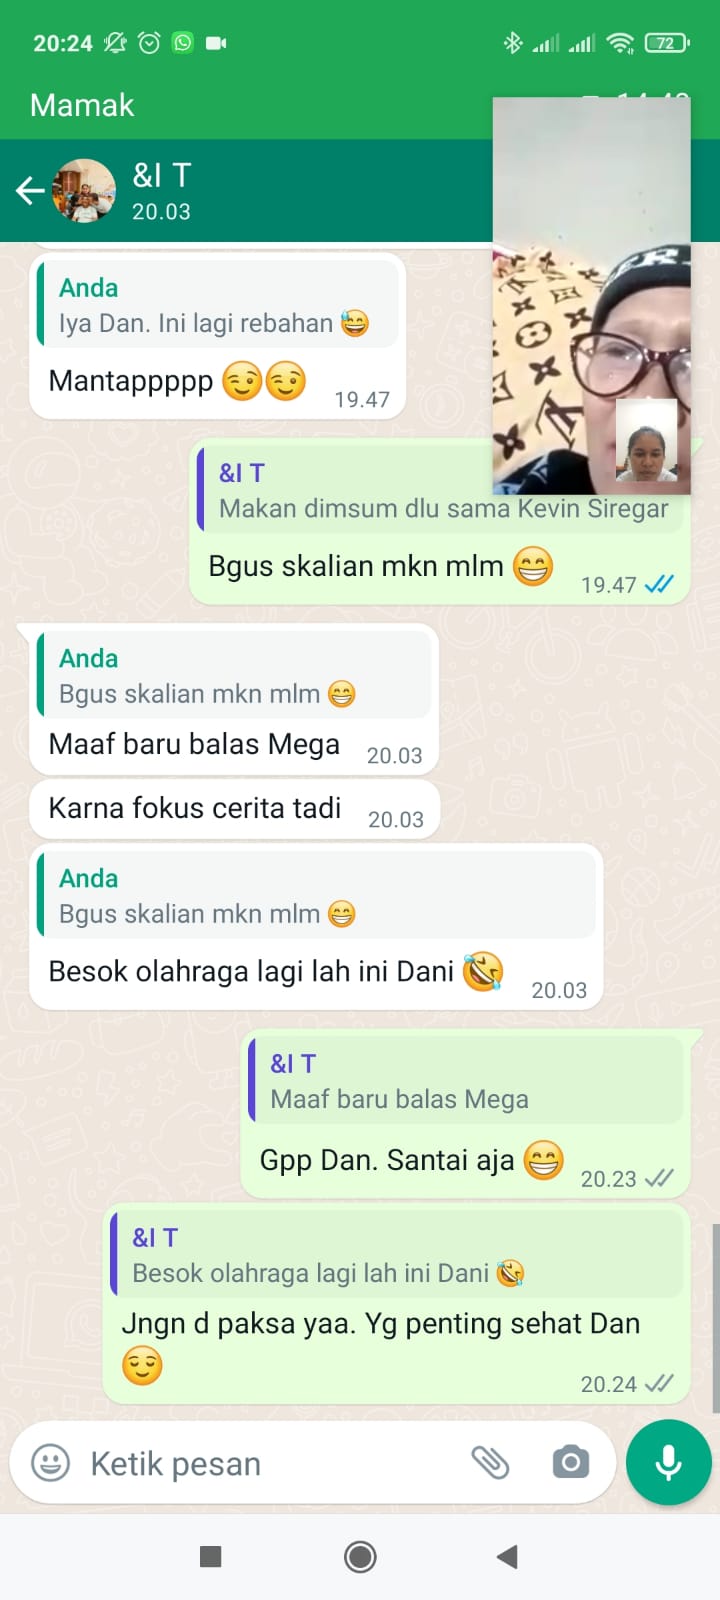 20:24
72
Mamak
&I T
20.03
Anda
Iya Dan. Ini lagi rebahan 😅
Mantappppp 😏😏
19.47
&I T
Makan dimsum dlu sama Kevin Siregar
Bgus skalian mkn mlm 😁
19.47
Anda
Bgus skalian mkn mlm 😁
Maaf baru balas Mega
20.03
Karna fokus cerita tadi
20.03
Anda
Bgus skalian mkn mlm 😁
Besok olahraga lagi lah ini Dani 🤣
20.03
&I T
Maaf baru balas Mega
Gpp Dan. Santai aja 😁
20.23
&I T
Besok olahraga lagi lah ini Dani 🤣
Jngn d paksa yaa. Yg penting sehat Dan
😌
20.24
Ketik pesan